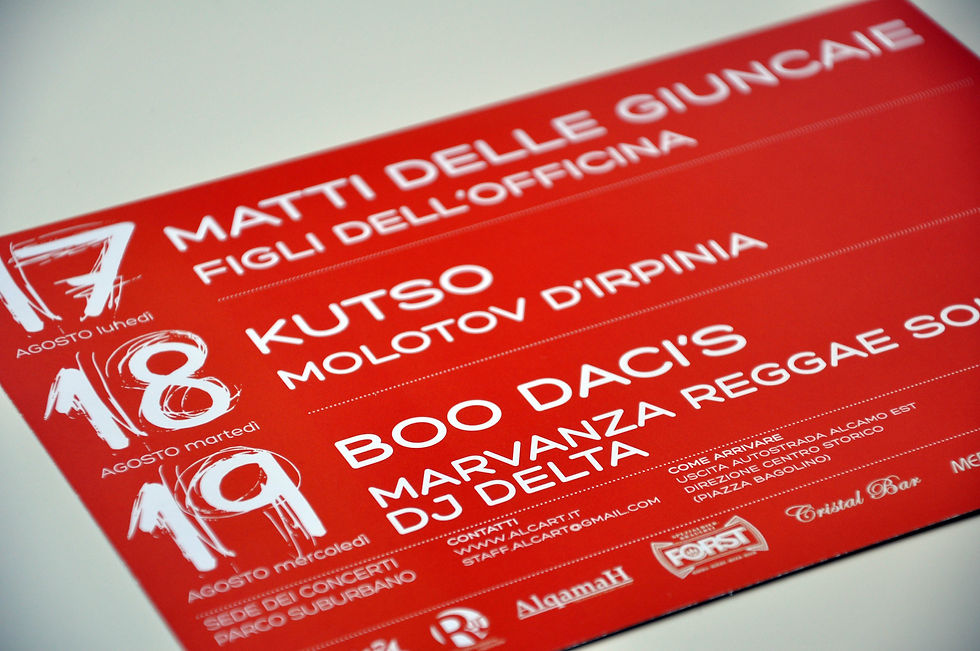 17
AGOSTO lunedì
MATTI DELLE GIUNCAIE
FIGLI DELL'OFFICINA
18
AGOSTO martedì
KUTSO
MOLOTOV D'IRPINIA
19
AGOSTO mercoledì
BOO DACI'S
MARVANZA REGGAE SO
DJ DELTA
SEDE DEI CONCERTI
PARCO SUBURBANO
CONTATTI
WWW.ALCART.IT
STAFF.ALCART@GMAIL.COM
COME ARRIVARE
USCITA AUTOSTRADA ALCAMO EST
DIREZIONE CENTRO STORICO
(PIAZZA BAGOLINO)
AlqamaH
FORST
Cristal Bar